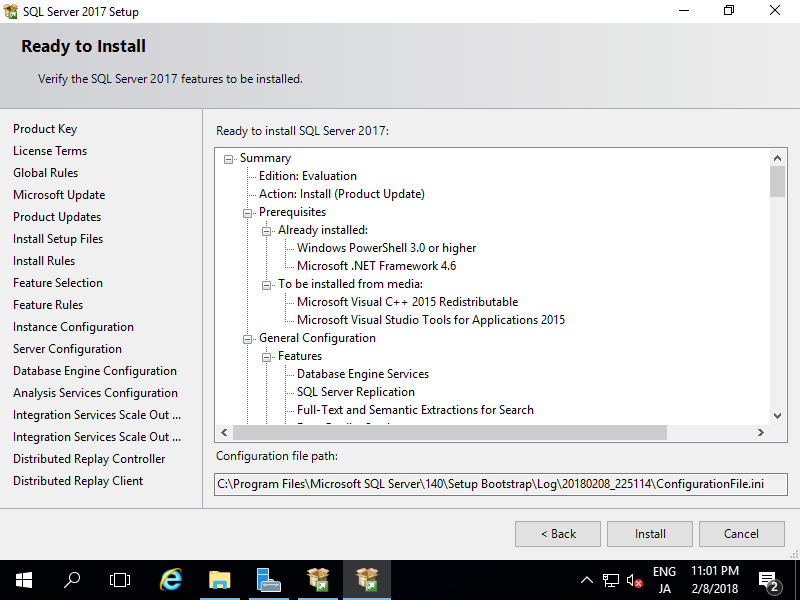 SQL Server 2017 Setup
Ready to Install
Verify the SQL Server 2017 features to be installed.
Product Key
License Terms
Global Rules
Microsoft Update
Product Updates
Install Setup Files
Install Rules
Feature Selection
Feature Rules
Instance Configuration
Server Configuration
Database Engine Configuration
Analysis Services Configuration
Integration Services Scale Out ...
Integration Services Scale Out ...
Distributed Replay Controller
Distributed Replay Client
Ready to install SQL Server 2017:
Summary
Edition: Evaluation
Action: Install (Product Update)
Prerequisites
Already installed:
Windows PowerShell 3.0 or higher
Microsoft .NET Framework 4.6
To be installed from media:
Microsoft Visual C++ 2015 Redistributable
Microsoft Visual Studio Tools for Applications 2015
General Configuration
Features
Database Engine Services
SQL Server Replication
Full-Text and Semantic Extractions for Search
Configuration file path:
C:\Program Files\Microsoft SQL Server\140\Setup Bootstrap\Log\20180208_225114\ConfigurationFile.ini
< Back
Install
Cancel
ENG
JA
11:01 PM
2/8/2018
2